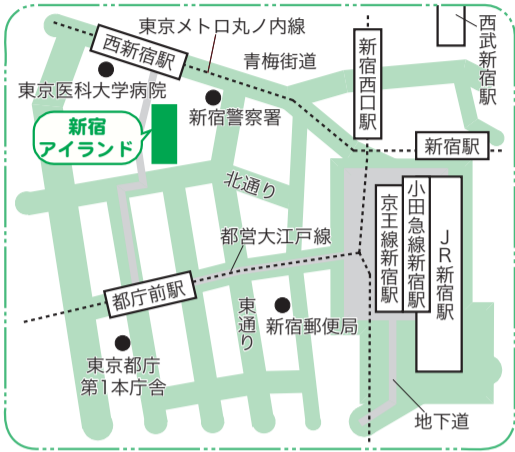 東京メトロ丸ノ内線
西新宿駅
青梅街道
新宿西口駅
西武新宿駅
東京医科大学病院
新宿警察署
新宿
アイランド
新宿駅
北通り
小田急線新宿駅
京王線新宿駅
JR新宿駅
都営大江戸線
都庁前駅
東通り
新宿郵便局
東京都庁
第1本庁舎
地下道